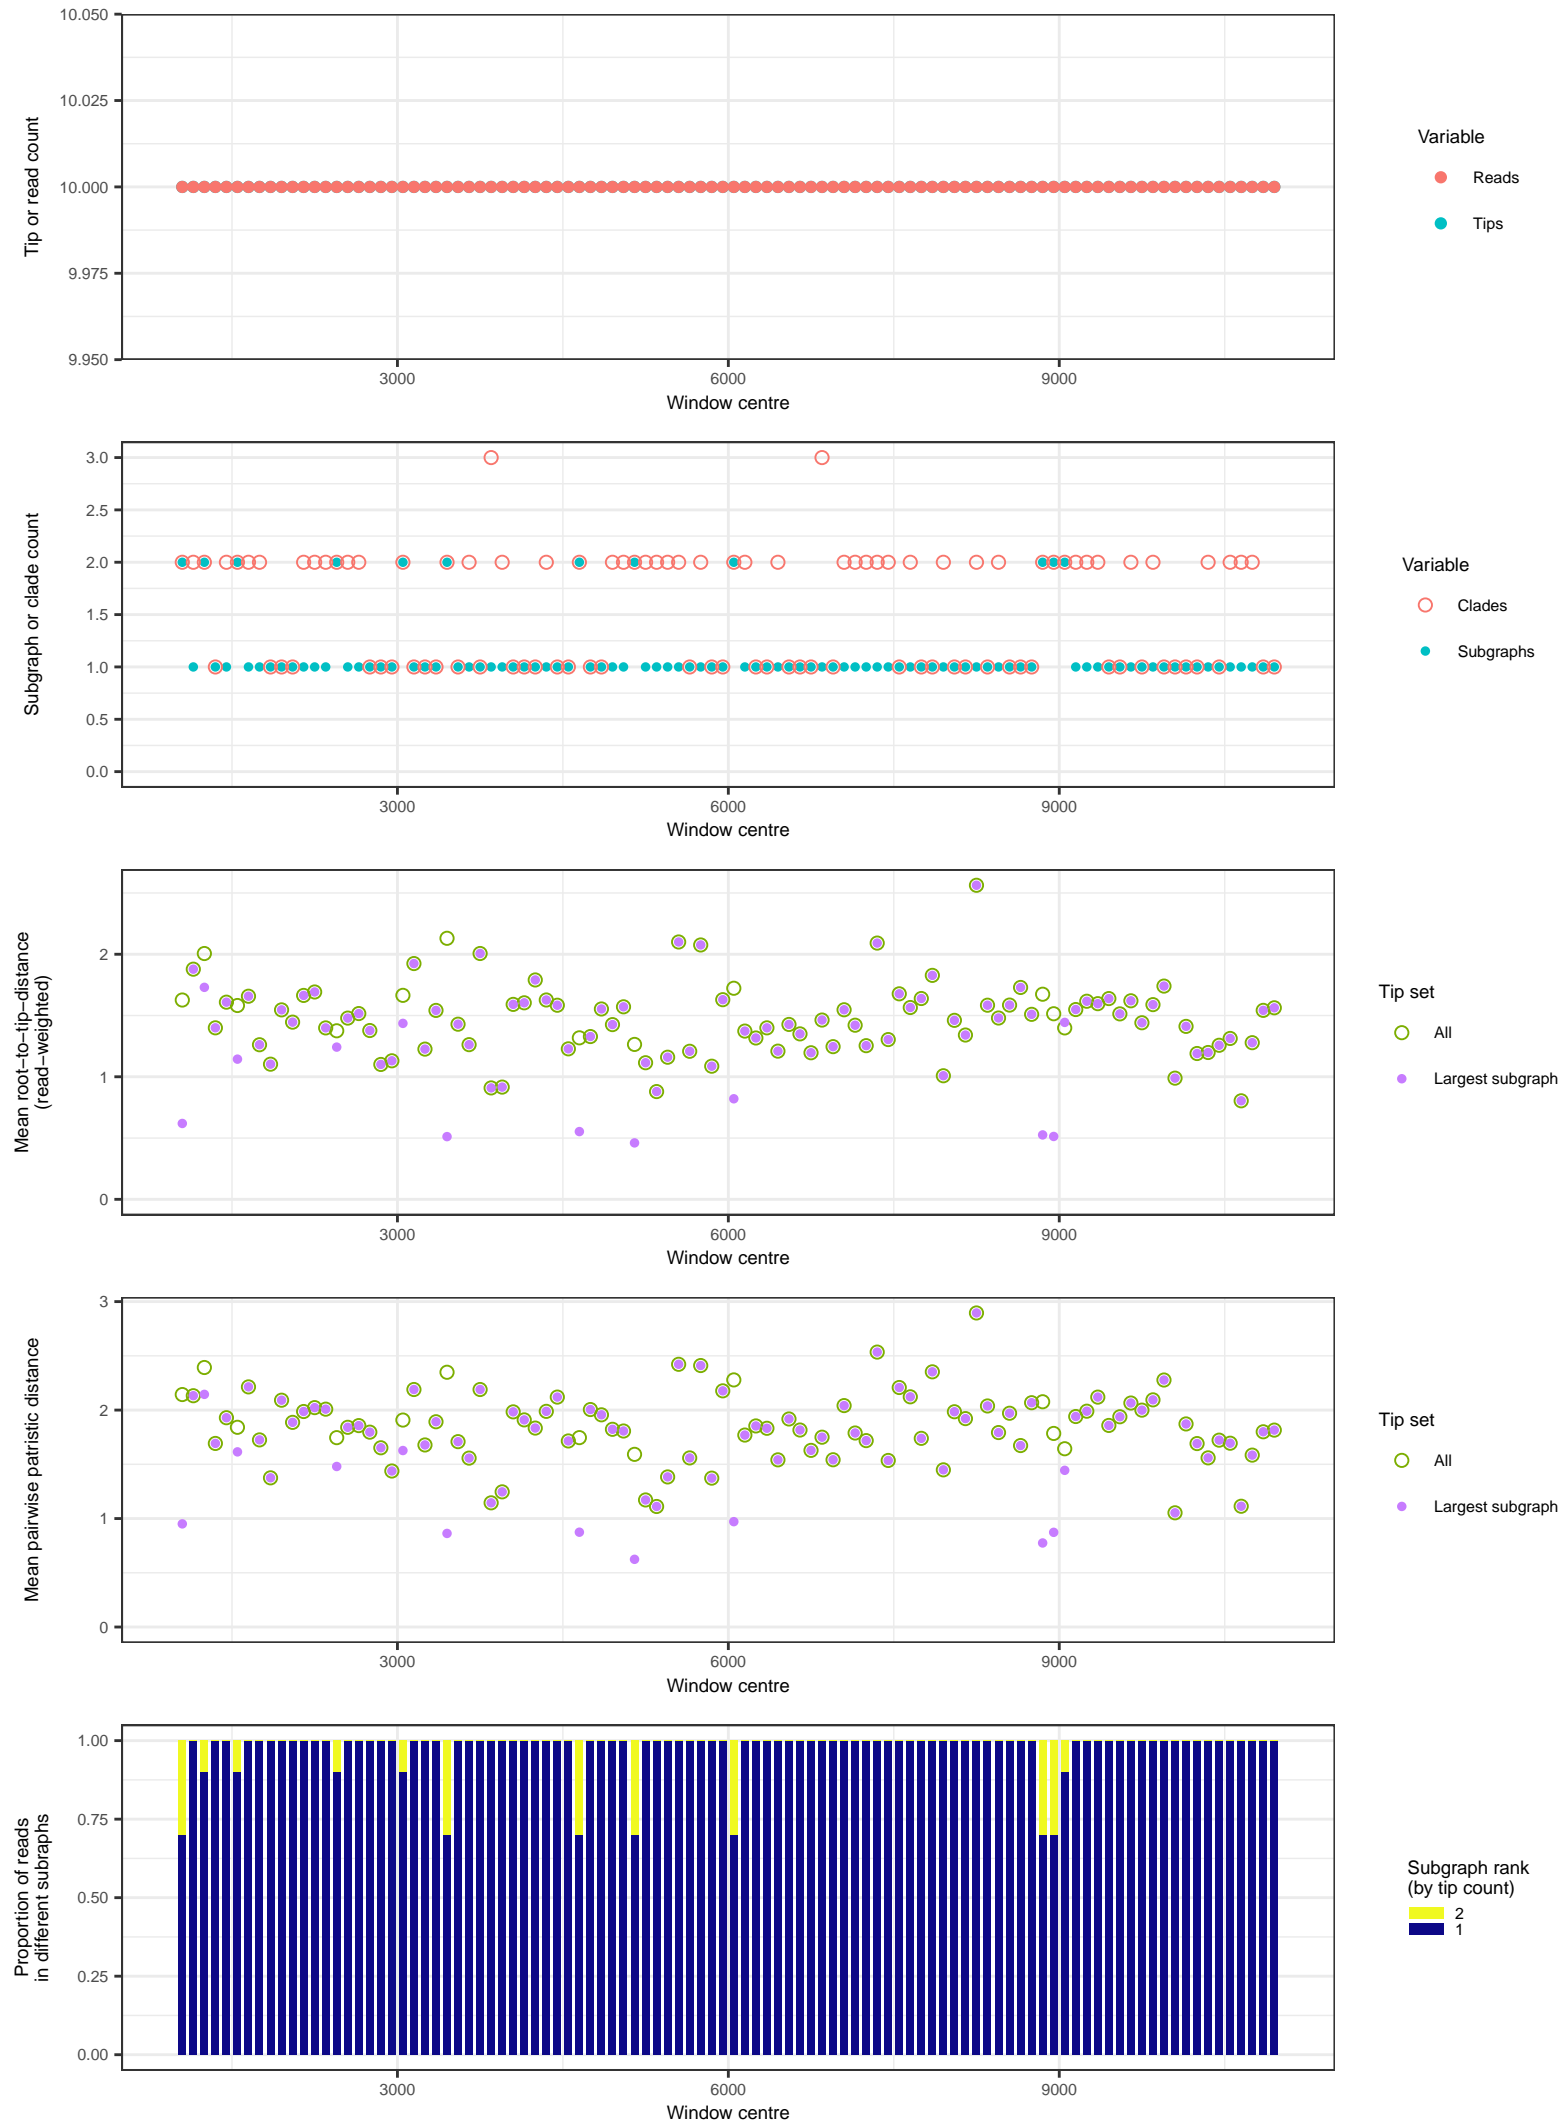 10.050
10.025
10.000
9.975
9.950
Tip or read count
3000
6000
9000
Window centre
Variable
Reads
Tips
3.0
2.5
2.0
1.5
1.0
0.5
0.0
Subgraph or clade count
3000
6000
9000
Window centre
Variable
Clades
Subgraphs
2
1
0
Mean root−to−tip−distance
(read−weighted)
3000
6000
9000
Window centre
Tip set
All
Largest subgraph
3
2
1
0
Mean pairwise patristic distance
3000
6000
9000
Window centre
Tip set
All
Largest subgraph
1.00
0.75
0.50
0.25
0.00
Proportion of reads
in different subraphs
3000
6000
9000
Window centre
Subgraph rank
(by tip count)
2
1